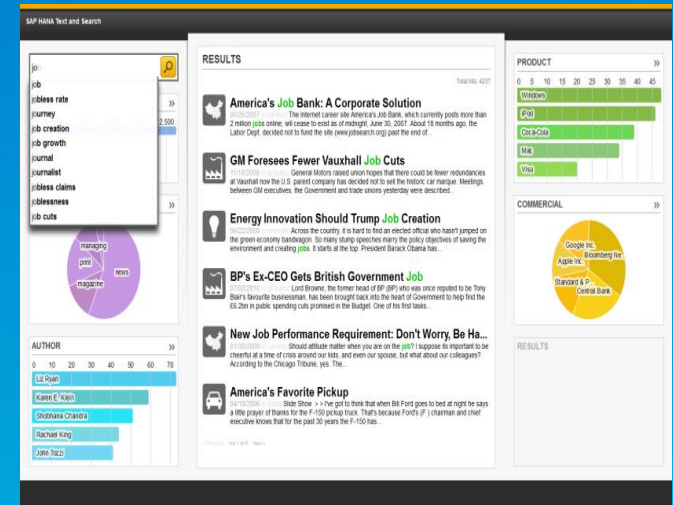 SAP HANA Text and Search
jo
job
jobless rate
journey
job creation
job growth
journal
journalist
jobless claims
joblessness
job cuts
»
2,500
»
managing
print
magazine
news
AUTHOR »
0 10 20 30 40 50 60 70
Liz Ryan
Karen E. Klein
Shobhana Chandra
Rachael King
John Tozzi
RESULTS
Total hits: 4237
America's Job Bank: A Corporate Solution
06/26/2007 The Internet career site America's Job Bank, which currently posts more than
2 million jobs online, will cease to exist as of midnight, June 30, 2007. About 18 months ago, the
Labor Dept. decided not to fund the site (www.jobsearch.org) past the end of...
GM Foresees Fewer Vauxhall Job Cuts
General Motors raised union hopes that there could be fewer redundancies
at Vauxhall now the U.S. parent company has decided not to sell the historic car marque. Meetings
between GM executives, the Government and trade unions yesterday were described...
Energy Innovation Should Trump Job Creation
Across the country, it is hard to find an elected official who hasn't jumped on
the green economy bandwagon. So many stump speeches marry the policy objectives of saving the
environment and creating jobs. It starts at the top: President Barack Obama has...
BP's Ex-CEO Gets British Government Job
Lord Browne, the former head of BP (BP) who was once reputed to be Tony
Blair's favourite businessman, has been brought back into the heart of Government to help find the
£6.2bn in public spending cuts promised in the Budget. One of his first tasks...
New Job Performance Requirement: Don't Worry, Be Ha...
Should attitude matter when you are on the job? I suppose its important to be
cheerful at a time of crisis around our kids, and even our spouse, but what about our colleagues?
According to the Chicago Tribune, yes. The...
America's Favorite Pickup
Slide Show > > I've got to think that when Bill Ford goes to bed at night he says
a little prayer of thanks for the F-150 pickup truck. That's because Ford's (F ) chairman and chief
executive knows that for the past 30 years the F-150 has...
PRODUCT »
0 5 10 15 20 25 30 35 40 45
Windows
iPod
Coca-Cola
Mac
Visa
COMMERCIAL »
Google Inc.
Bloomberg Ne
Apple Inc.
Standard & P...
Central Bank
RESULTS